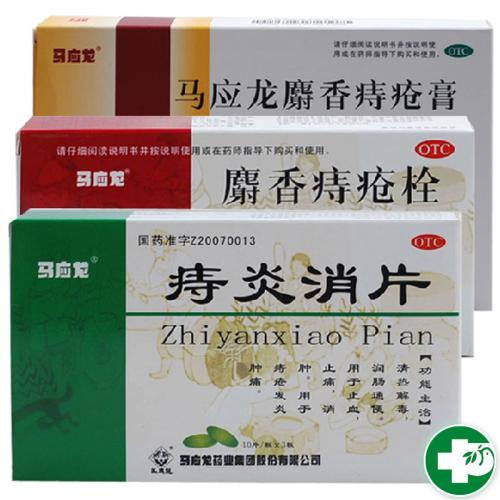 马应龙®
请仔细阅读说明书并按说明使
用或在药师指导下购买和使用。
OTC
马应龙麝香痔疮膏
请仔细阅读说明书并按说明使用或在药师指导下购买和使用。
OTC
马应龙®
麝香痔疮栓
国药准字Z20070013
OTC
马应龙®
痔炎消片
Zhiyanxiao Pian
【功能主治】
清热解毒，
润肠通便。
用于止血，
止痛，消
肿。用于
痔疮发炎
肿痛。
10片/板×3板
马应龙药业集团股份有限公司